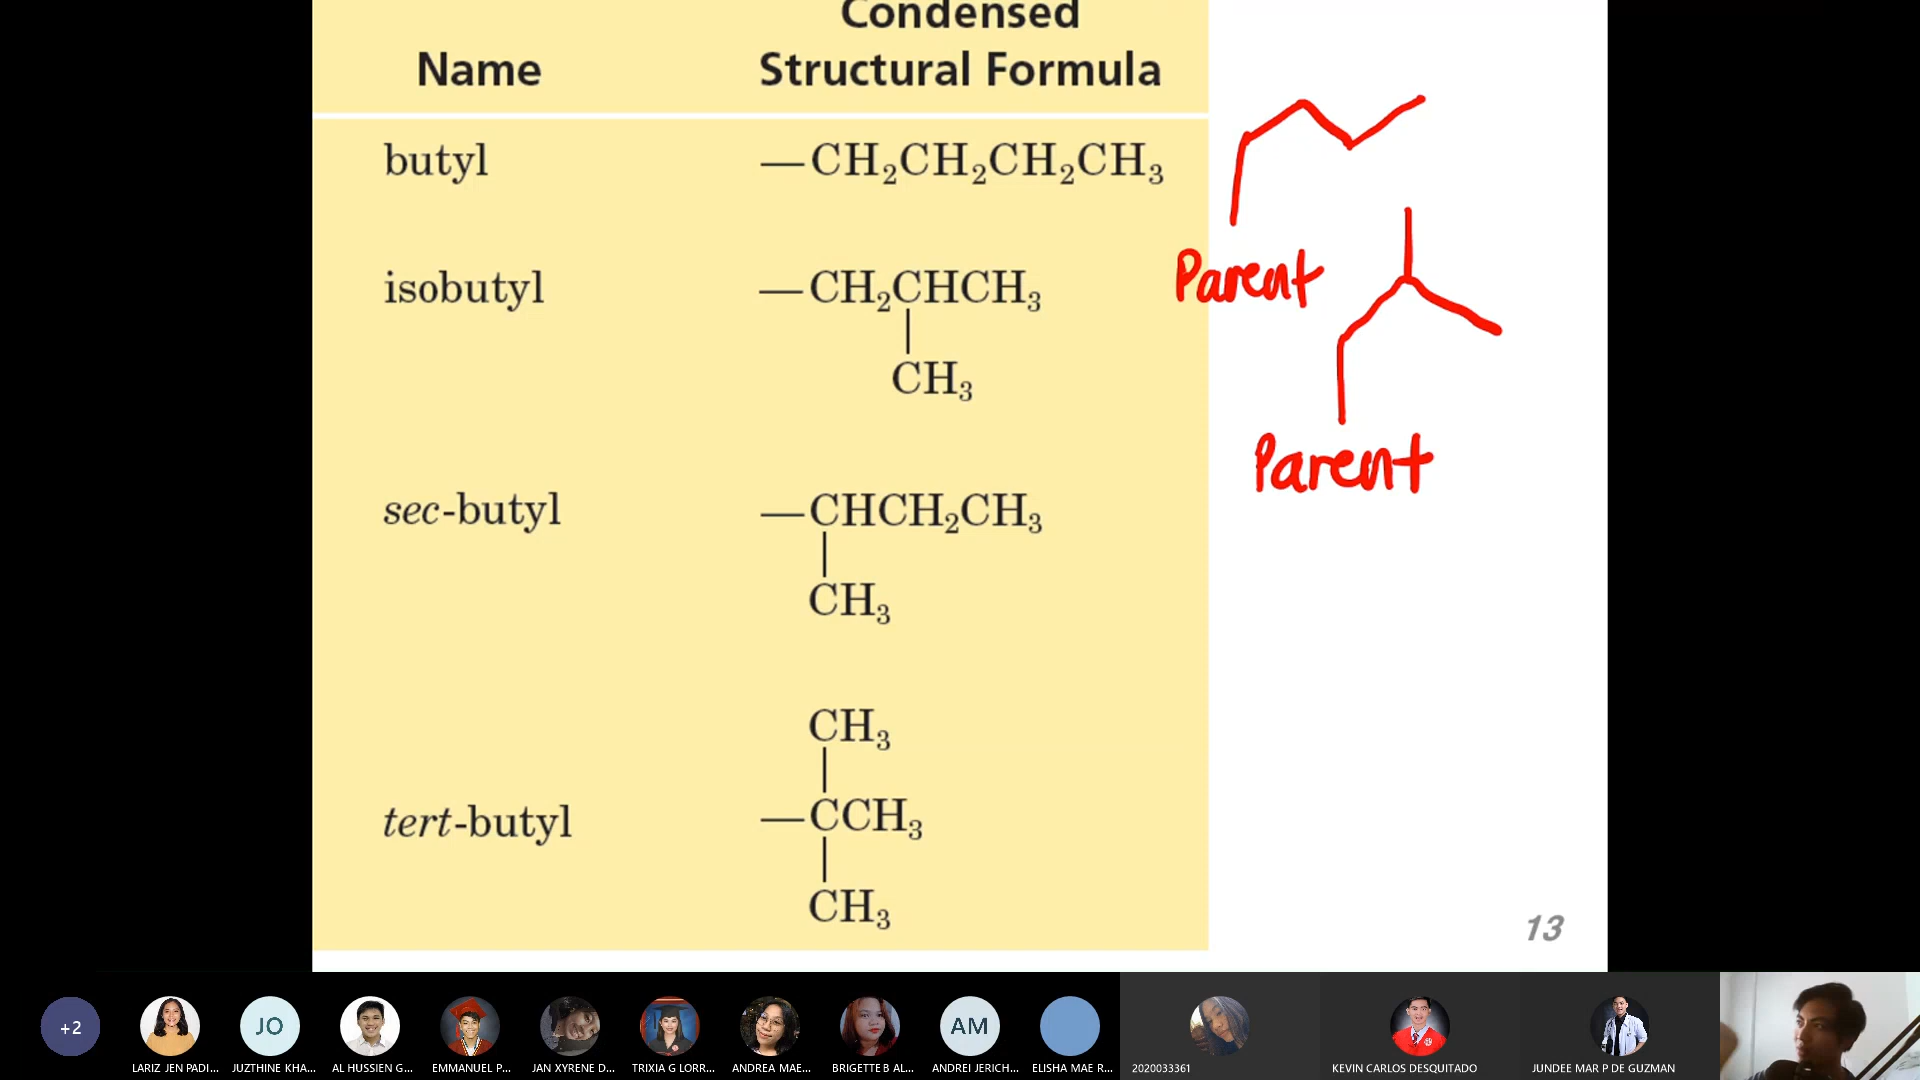 Condensed
Name Structural Formula
butyl —CH₂CH₂CH₂CH₃
Parent
isobutyl —CH₂CHCH₃
CH₃
Parent
sec-butyl —CHCH₂CH₃
CH₃
CH₃
tert-butyl —CCH₃
CH₃
13
+2 JO AM
LARIZ JEN PADI... JUZTHINE KHA... AL HUSSIEN G... EMMANUEL P... JAN XYRENE D... TRIXIA G LORR... ANDREA MAE... BRIGETTE B AL... ANDREI JERICH... ELISHA MAE R... 2020033361 KEVIN CARLOS DESQUITADO JUNDEE MAR P DE GUZMAN